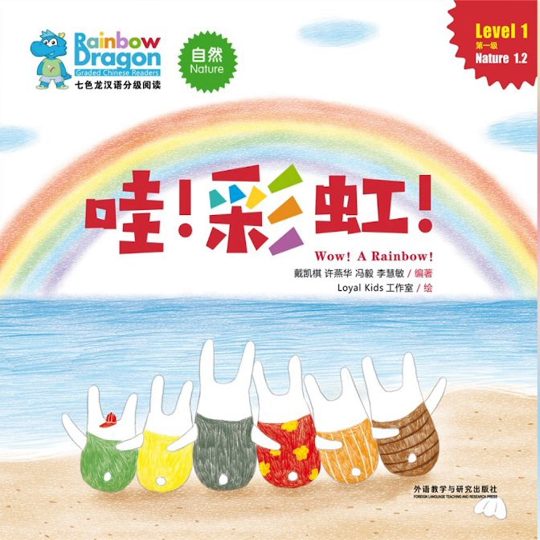 Rainbow
Dragon
Graded Chinese Readers
七色龙汉语分级阅读
自然
Nature
Level 1
第一级
Nature 1.2
哇!彩虹!
Wow! A Rainbow!
戴凯棋 许燕华 冯毅 李慧敏 / 编著
Loyal Kids 工作室 / 绘
外语教学与研究出版社
FOREIGN LANGUAGE TEACHING AND RESEARCH PRESS